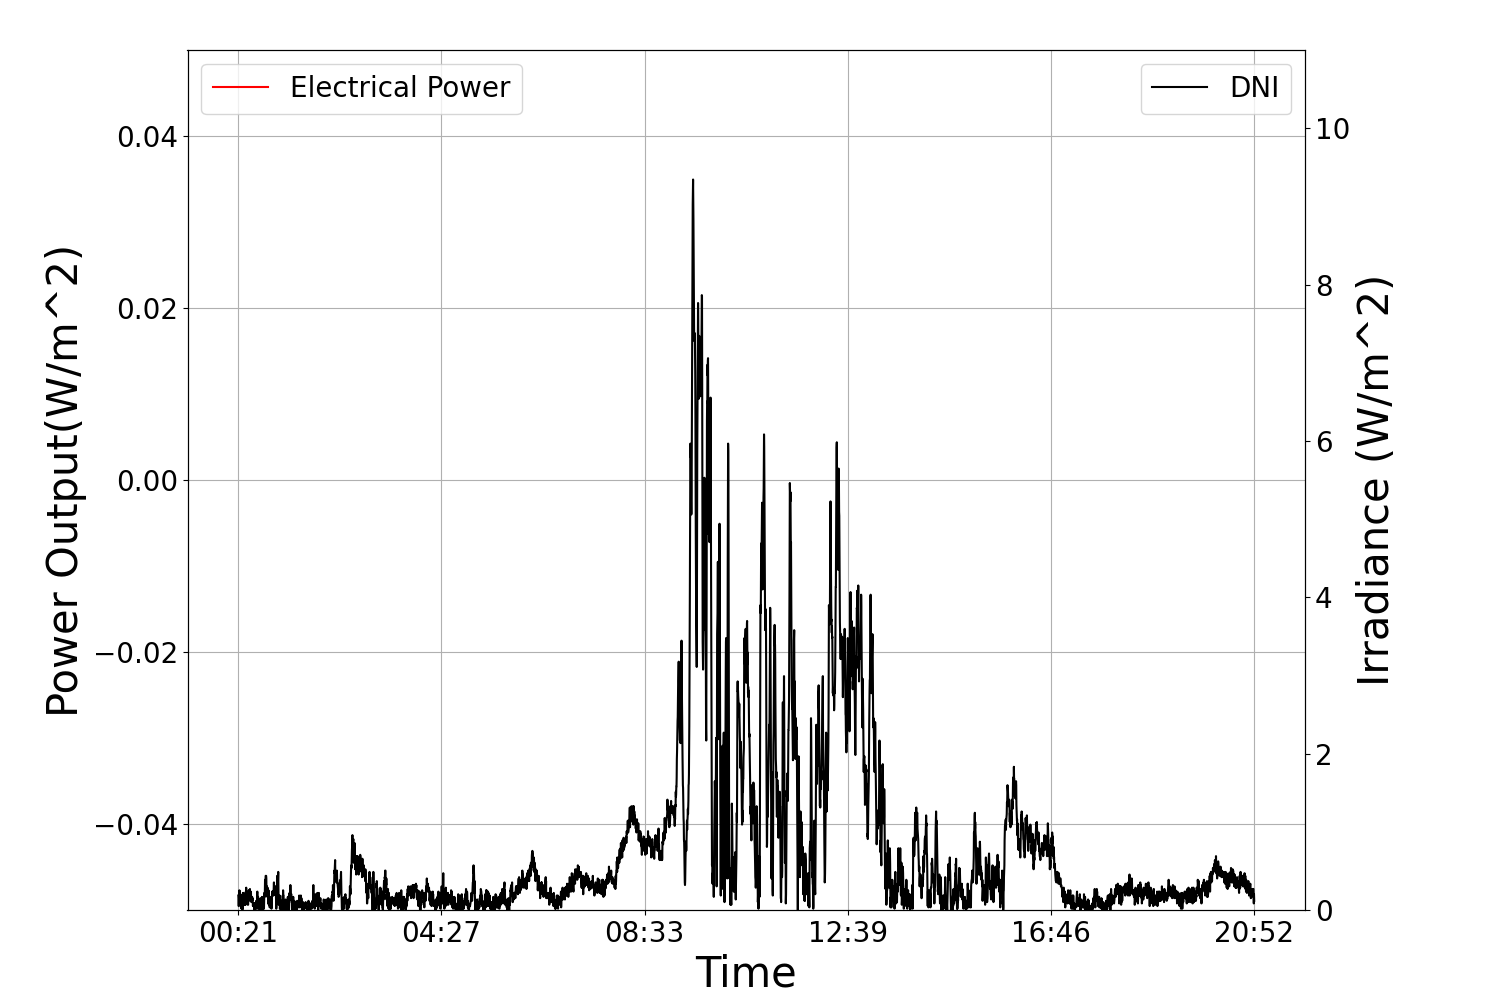 Electrical Power
DNI
0.04
0.02
0.00
−0.02
−0.04
Power Output(W/m^2)
10
8
6
4
2
0
Irradiance (W/m^2)
00:21 04:27 08:33 12:39 16:46 20:52
Time